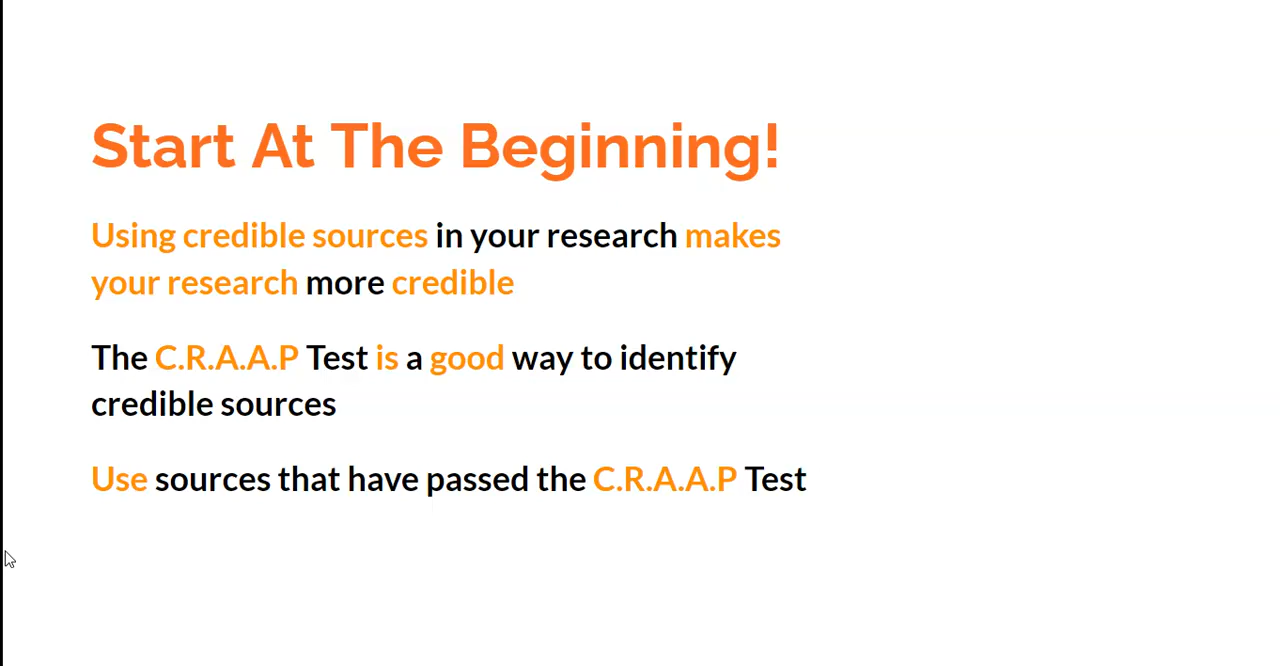 Start At The Beginning!
Using credible sources in your research makes
your research more credible
The C.R.A.A.P Test is a good way to identify
credible sources
Use sources that have passed the C.R.A.A.P Test